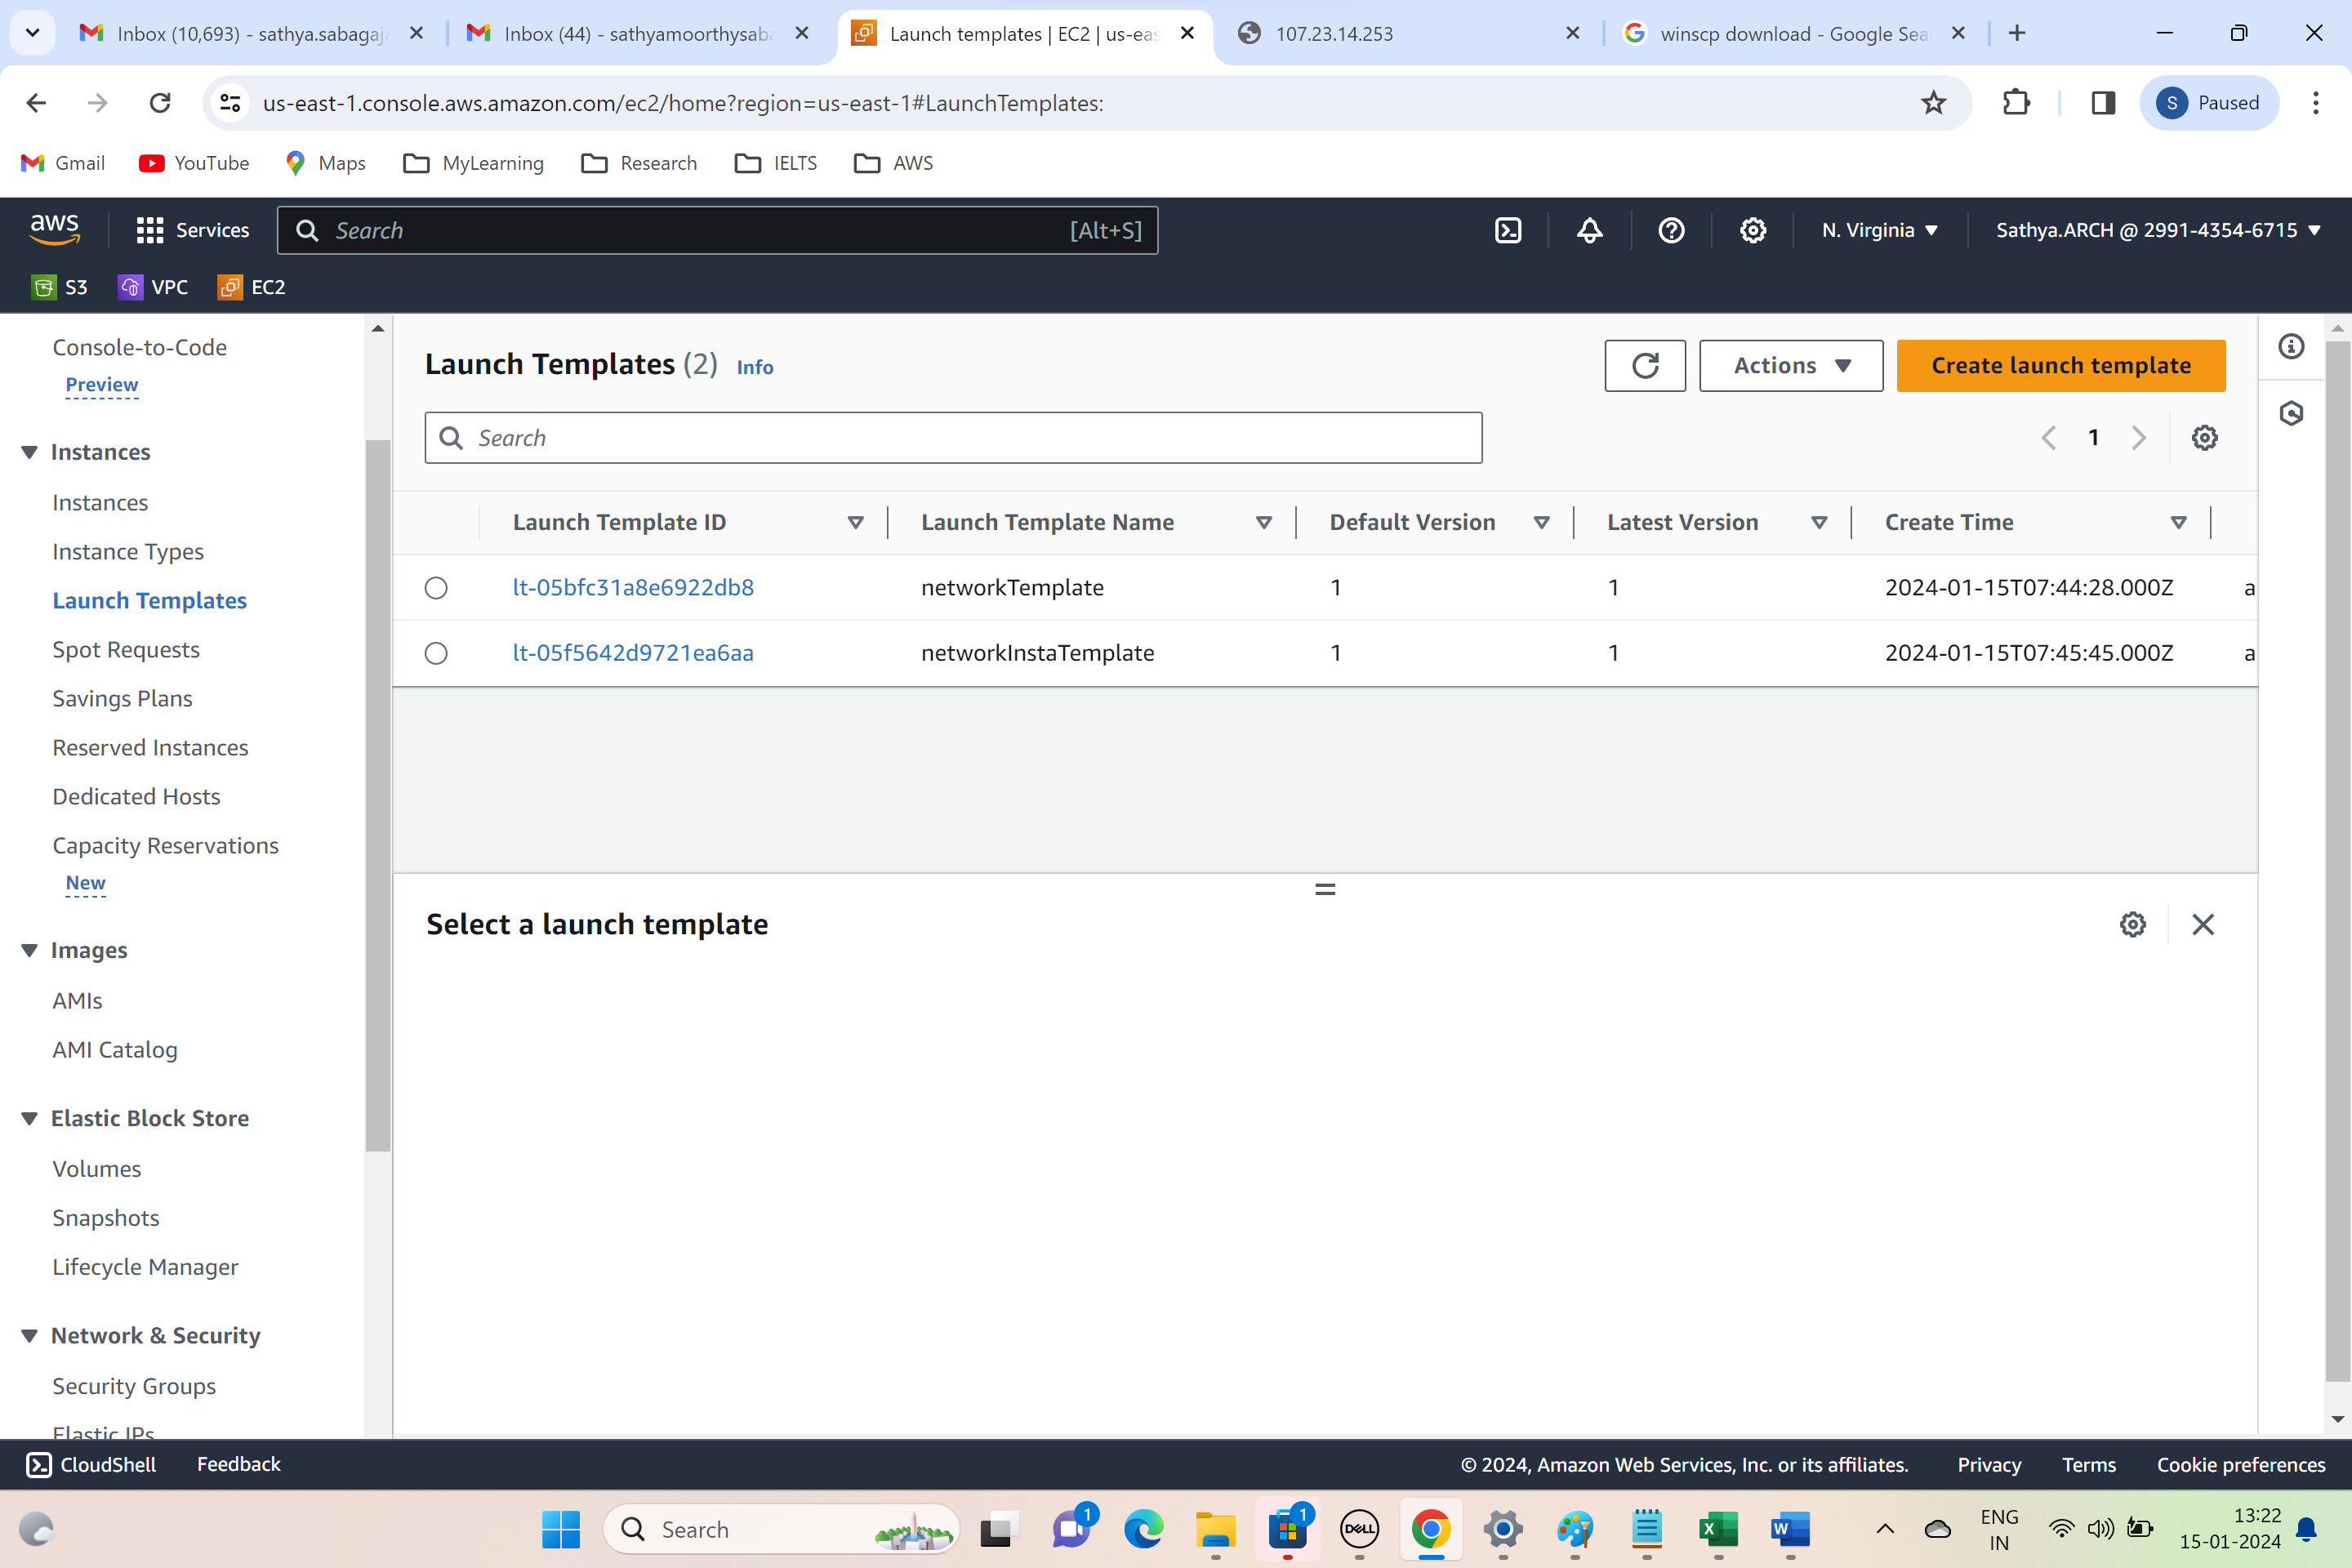 Inbox (10,693) - sathya.sabagaja
Inbox (44) - sathyamoorthysaba
Launch templates | EC2 | us-eas
107.23.14.253
winscp download - Google Sea
us-east-1.console.aws.amazon.com/ec2/home?region=us-east-1#LaunchTemplates:
S
Paused
Gmail
YouTube
Maps
MyLearning
Research
IELTS
AWS
aws
Services
Search
[Alt+S]
N. Virginia
Sathya.ARCH @ 2991-4354-6715
S3
VPC
EC2
Console-to-Code
Preview
Instances
Instances
Instance Types
Launch Templates
Spot Requests
Savings Plans
Reserved Instances
Dedicated Hosts
Capacity Reservations
New
Images
AMIs
AMI Catalog
Elastic Block Store
Volumes
Snapshots
Lifecycle Manager
Network & Security
Security Groups
Elastic IPs
Launch Templates (2) Info
Actions
Create launch template
Search
1
Launch Template ID Launch Template Name Default Version Latest Version Create Time
lt-05bfc31a8e6922db8 networkTemplate 1 1 2024-01-15T07:44:28.000Z a
lt-05f5642d9721ea6aa networkInstaTemplate 1 1 2024-01-15T07:45:45.000Z a
Select a launch template
CloudShell
Feedback
© 2024, Amazon Web Services, Inc. or its affiliates.
Privacy
Terms
Cookie preferences
Search
1
1
DELL
X
W
ENG
IN
13:22
15-01-2024